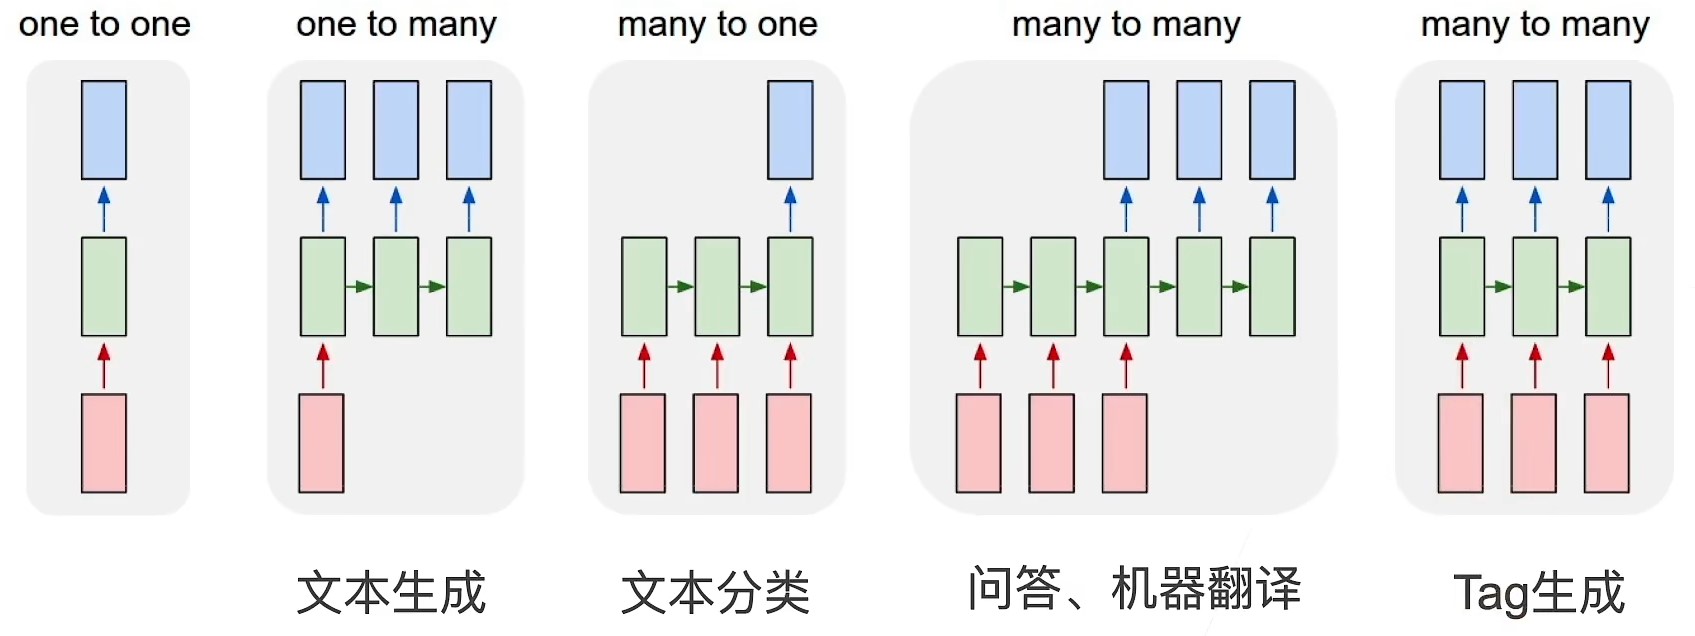 one to one
one to many
many to one
many to many
many to many
文本生成
文本分类
问答、机器翻译
Tag生成